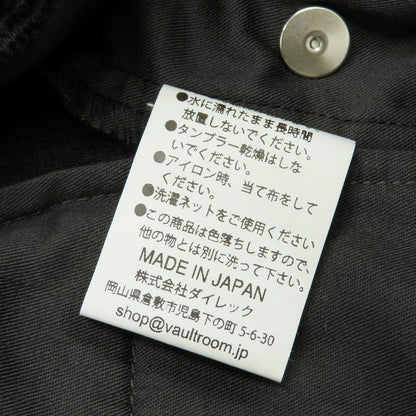 ●水に濡れたまま長時間
放置しないでください。
●タンブラー乾燥はしな
いでください。
●アイロン時、当て布をして
ください。
●洗濯ネットをご使用ください
●この商品は色落ちしますので、
他の物とは別に洗って下さい。
MADE IN JAPAN
株式会社ダイレック
岡山県倉敷市児島下の町 5-6-30
shop@vaultroom.jp